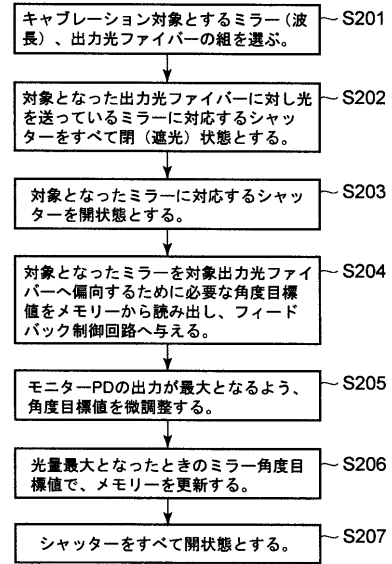 キャブレーション対象とするミラー(波
長)、出力光ファイバーの組を選ぶ。
S201
対象となった出力光ファイバーに対し光
を送っているミラーに対応するシャッ
ターをすべて閉(遮光)状態とする。
S202
対象となったミラーに対応するシャッ
ターを開状態とする。
S203
対象となったミラーを対象出力光ファイ
バーへ偏向するために必要な角度目標
値をメモリーから読み出し、フィード
バック制御回路へ与える。
S204
モニターPDの出力が最大となるよう、
角度目標値を微調整する。
S205
光量最大となったときのミラー角度目
標値で、メモリーを更新する。
S206
シャッターをすべて開状態とする。
S207